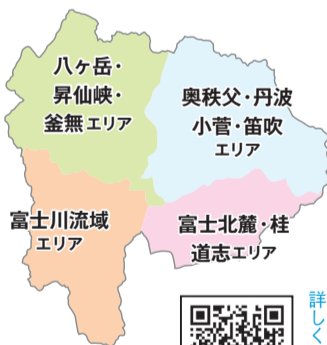 八ヶ岳・
昇仙峡・
釜無エリア
奥秩父・丹波
小菅・笛吹
エリア
富士川流域
エリア
富士北麓・桂
道志エリア
詳しく